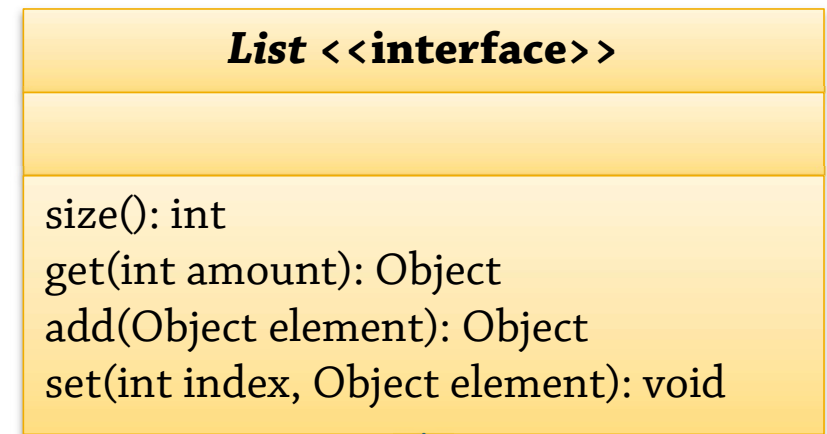 List <<interface>>
size(): int
get(int amount): Object
add(Object element): Object
set(int index, Object element): void